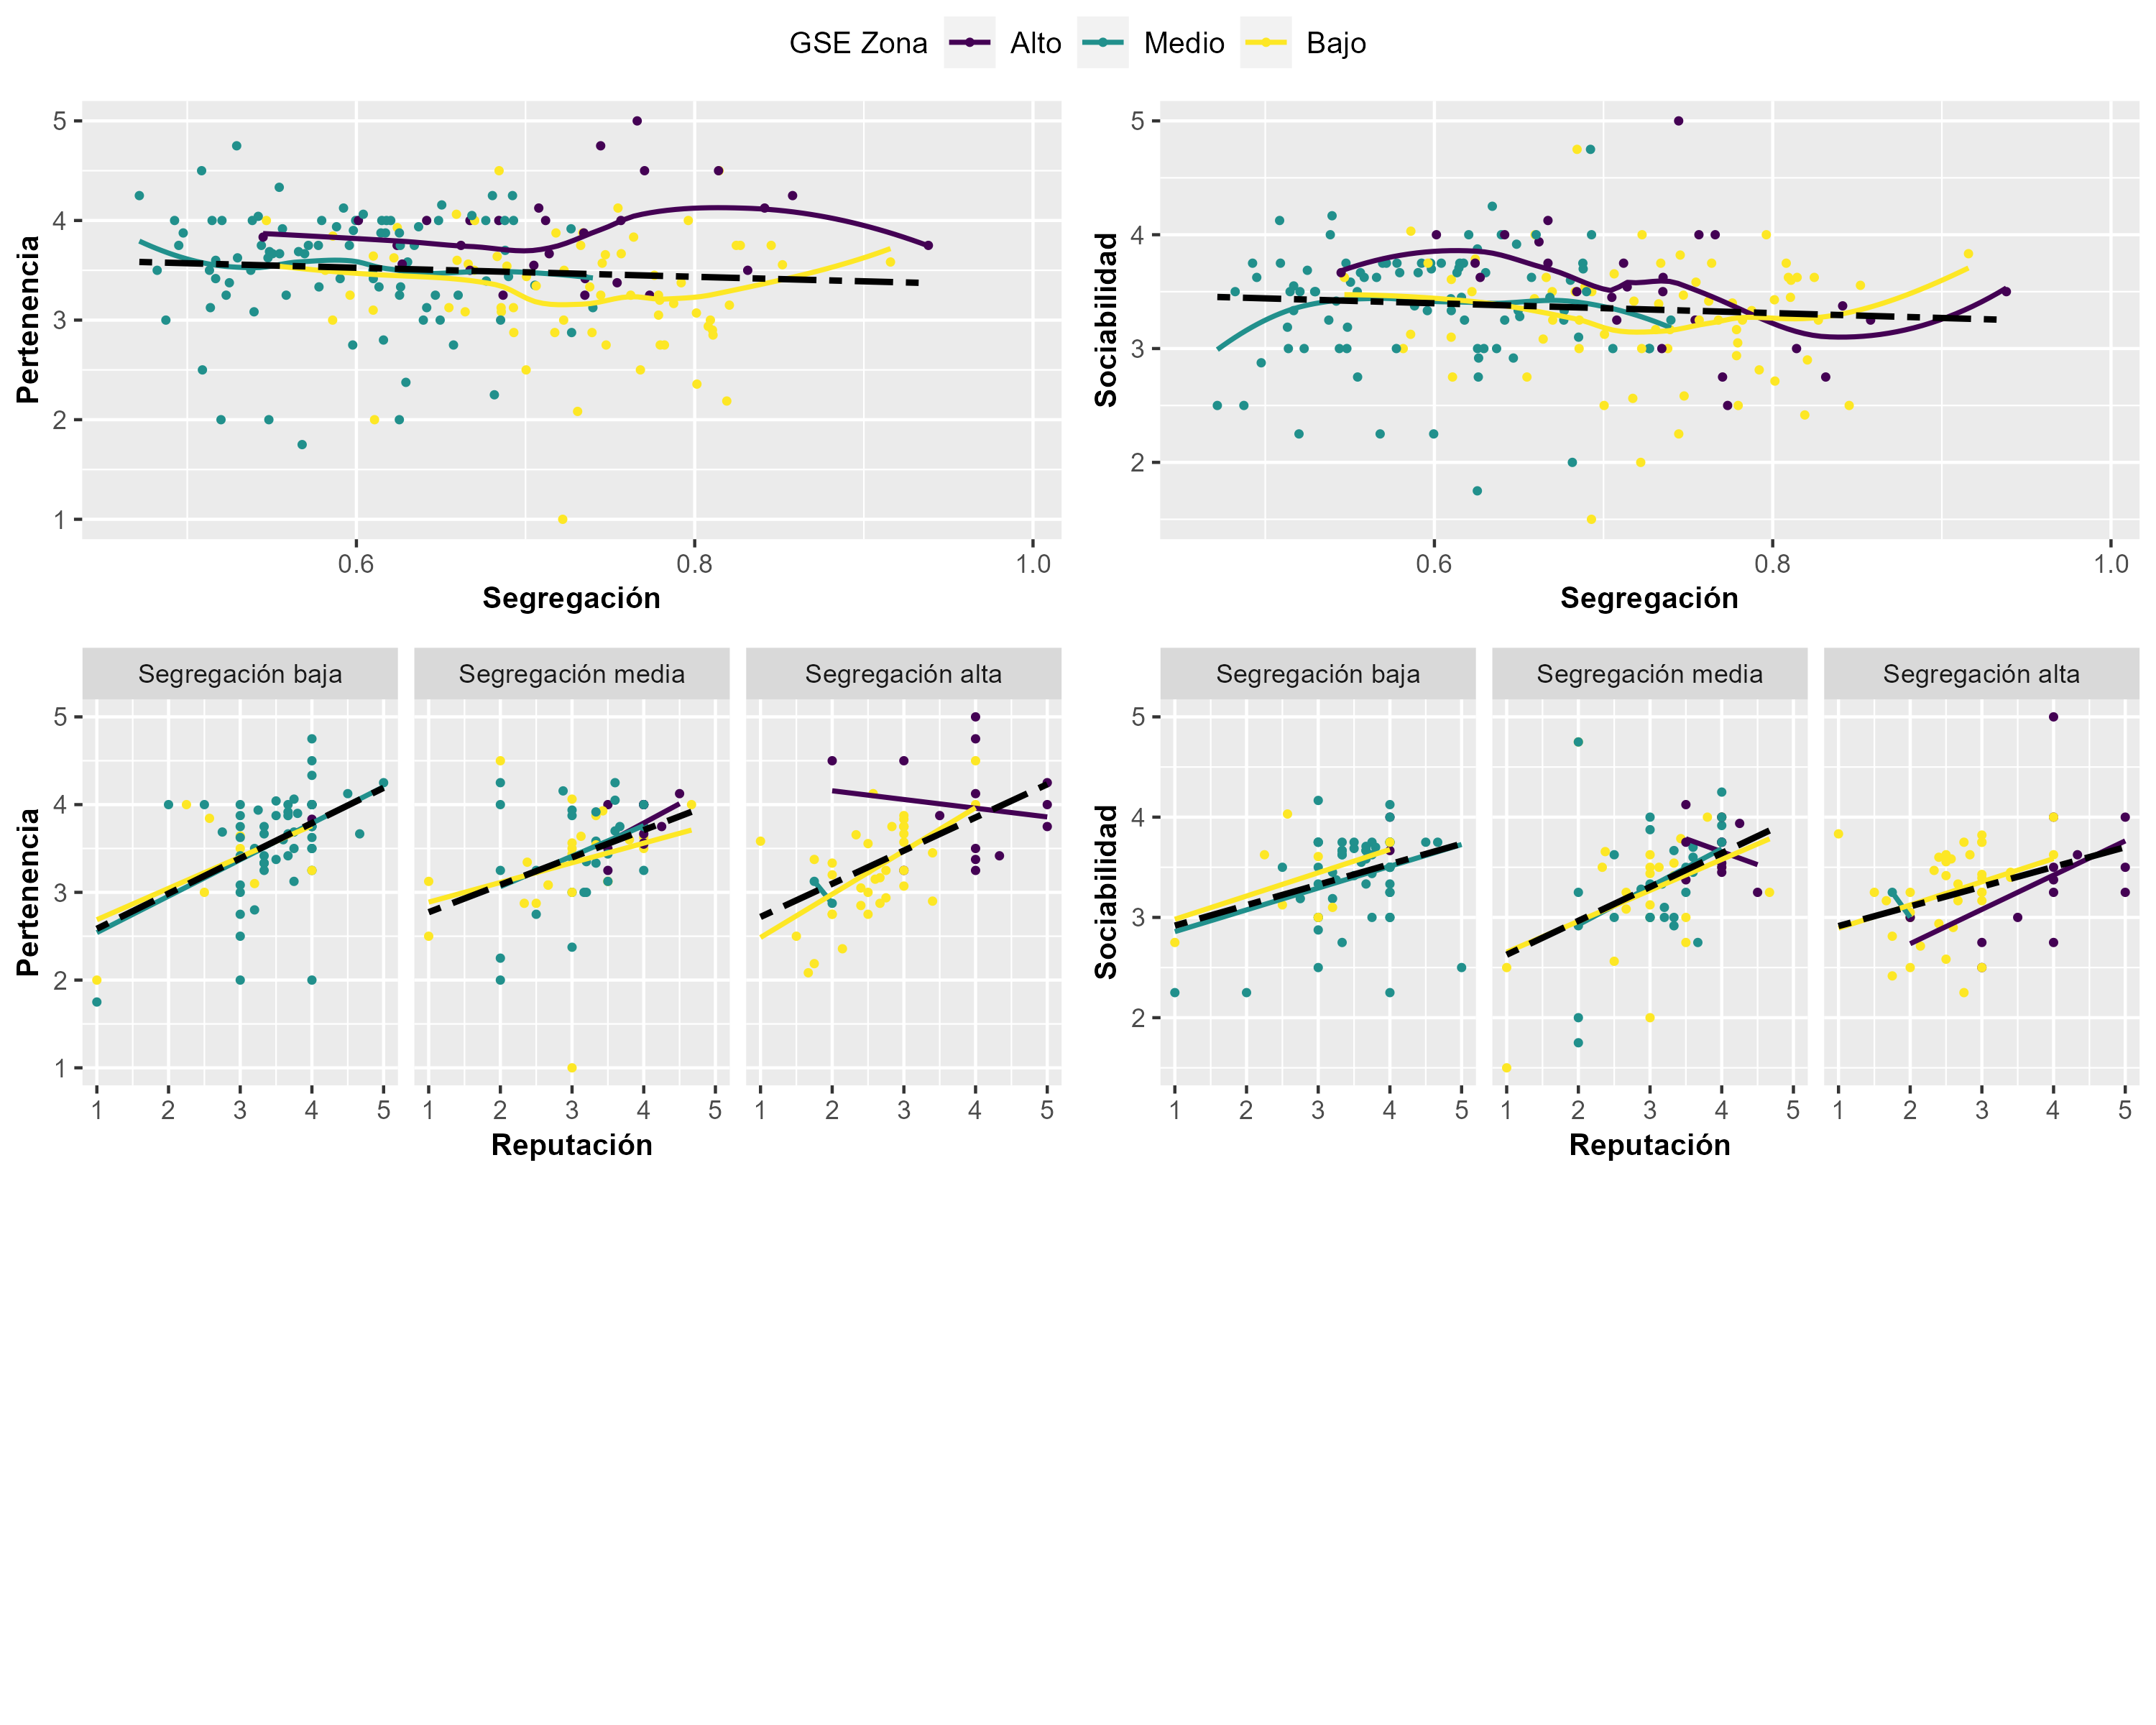 GSE Zona Alto Medio Bajo
5
4
3
2
1
Pertenencia
0.6 0.8 1.0
Segregación
5
4
3
2
Sociabilidad
0.6 0.8 1.0
Segregación
Segregación baja Segregación media Segregación alta
5
4
3
2
1
Pertenencia
1 2 3 4 5 1 2 3 4 5 1 2 3 4 5
Reputación
Segregación baja Segregación media Segregación alta
5
4
3
2
Sociabilidad
1 2 3 4 5 1 2 3 4 5 1 2 3 4 5
Reputación